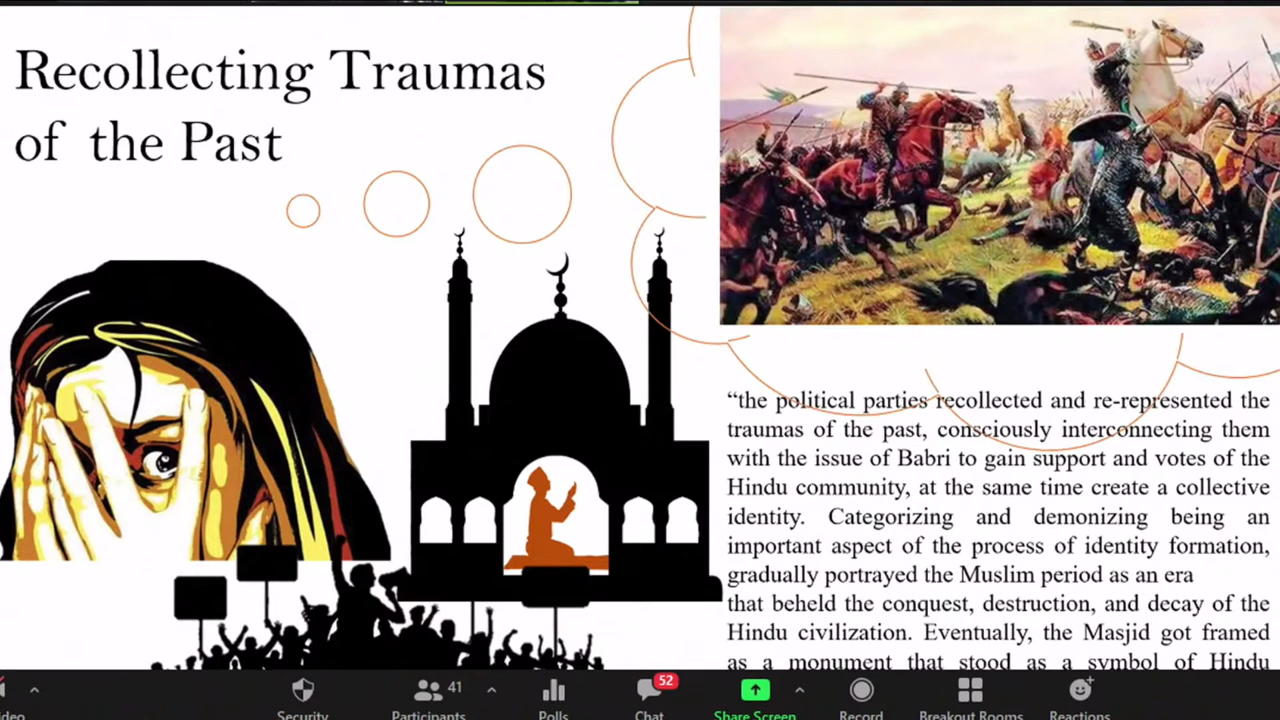 Recollecting Traumas
of the Past
“the political parties recollected and re-represented the
traumas of the past, consciously interconnecting them
with the issue of Babri to gain support and votes of the
Hindu community, at the same time create a collective
identity. Categorizing and demonizing being an
important aspect of the process of identity formation,
gradually portrayed the Muslim period as an era
that beheld the conquest, destruction, and decay of the
Hindu civilization. Eventually, the Masjid got framed
as a monument that stood as a symbol of Hindu
Security
Participants
41
Polls
Chat
52
Share Screen
Record
Breakout Rooms
Reactions